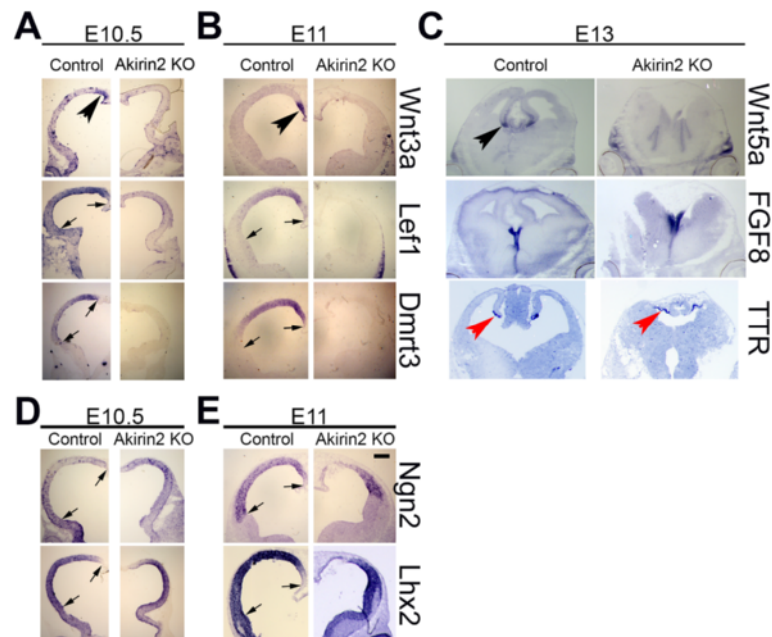 A
E10.5
Control Akirin2 KO
B
E11
Control Akirin2 KO
Wnt3a
Lef1
Dmrt3
C
E13
Control Akirin2 KO
Wnt5a
FGF8
TTR
D
E10.5
Control Akirin2 KO
E
E11
Control Akirin2 KO
Ngn2
Lhx2